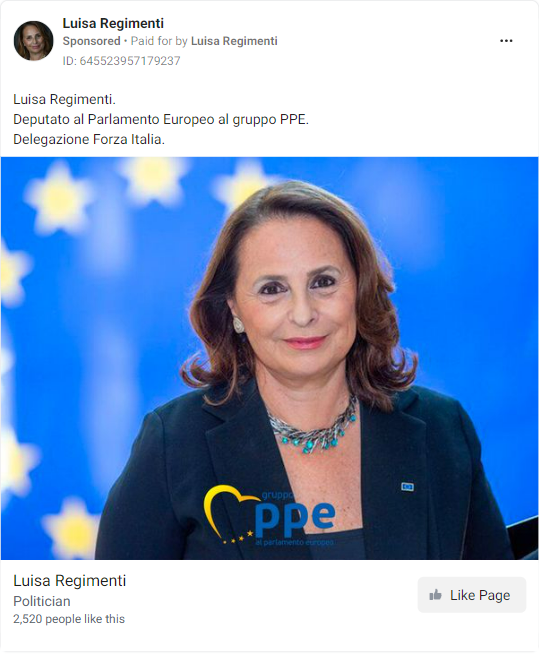 Luisa Regimenti
Sponsored • Paid for by Luisa Regimenti
ID: 645523957179237
Luisa Regimenti.
Deputato al Parlamento Europeo al gruppo PPE.
Delegazione Forza Italia.
gruppo
ppe
al parlamento europeo
Luisa Regimenti
Politician
2,520 people like this
Like Page